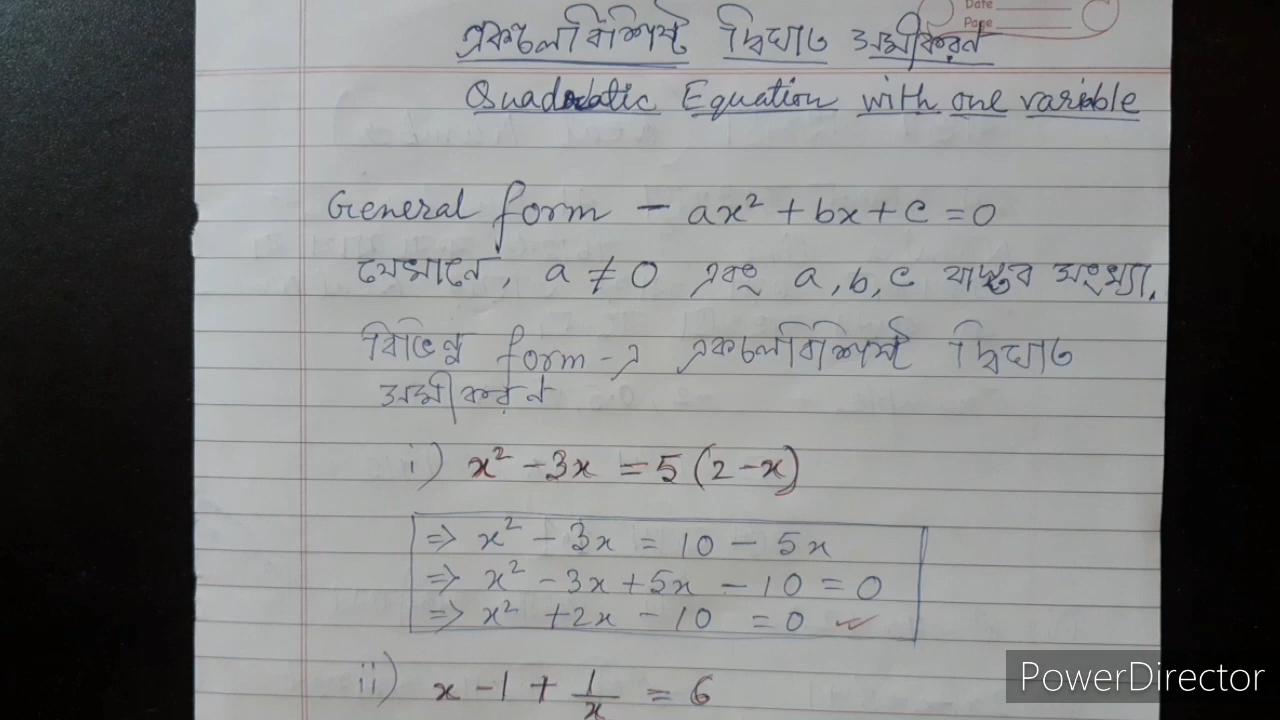 Date
Page
একচলবিশিষ্ট দ্বিঘাত সমীকরণ
Quadratic Equation with one variable
General form - ax² + bx + c = 0
যেখানে, a ≠ 0 এবং a, b, c বাস্তব সংখ্যা.
বিভিন্ন form-এ একচলবিশিষ্ট দ্বিঘাত
সমীকরণ
i) x² - 3x = 5(2-x)
⇒ x² - 3x = 10 - 5x
⇒ x² - 3x + 5x - 10 = 0
⇒ x² + 2x - 10 = 0 ✓
ii) x - 1 + 1/x = 6
PowerDirector